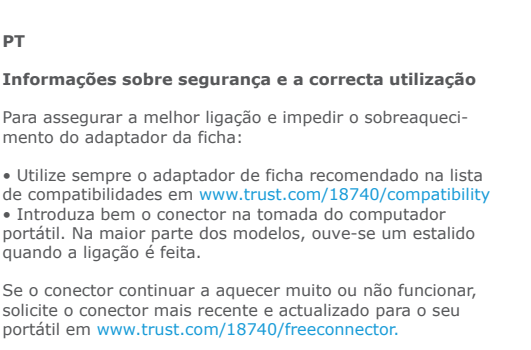 PT
Informações sobre segurança e a correcta utilização
Para assegurar a melhor ligação e impedir o sobreaqueci-
mento do adaptador da ficha:
• Utilize sempre o adaptador de ficha recomendado na lista
de compatibilidades em www.trust.com/18740/compatibility
• Introduza bem o conector na tomada do computador
portátil. Na maior parte dos modelos, ouve-se um estalido
quando a ligação é feita.
Se o conector continuar a aquecer muito ou não funcionar,
solicite o conector mais recente e actualizado para o seu
portátil em www.trust.com/18740/freeconnector.